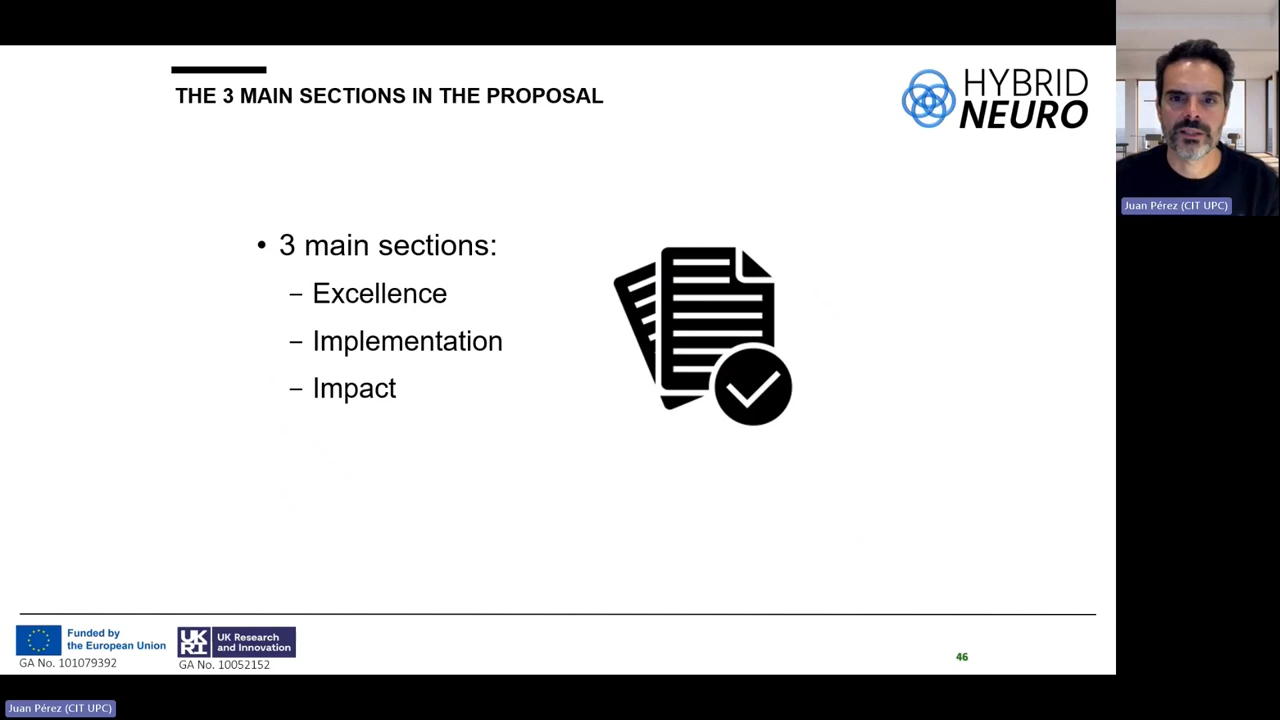 THE 3 MAIN SECTIONS IN THE PROPOSAL
HYBRID
NEURO
Juan Pérez (CIT UPC)
• 3 main sections:
– Excellence
– Implementation
– Impact
Funded by
the European Union
GA No. 101079392
UK
RI
UK Research
and Innovation
GA No. 10052152
46
Juan Pérez (CIT UPC)